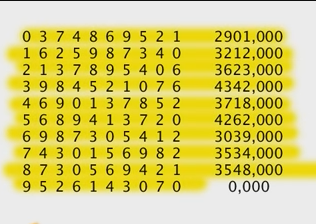 0 3 7 4 8 6 9 5 2 1 2901,000
1 6 2 5 9 8 7 3 4 0 3212,000
2 1 3 7 8 9 5 4 0 6 3623,000
3 9 8 4 5 2 1 0 7 6 4342,000
4 6 9 0 1 3 7 8 5 2 3718,000
5 6 8 9 4 1 3 7 2 0 4262,000
6 9 8 7 3 0 5 4 1 2 3039,000
7 4 3 0 1 5 6 9 8 2 3534,000
8 7 3 0 5 6 9 4 2 1 3548,000
9 5 2 6 1 4 3 0 7 0 0,000